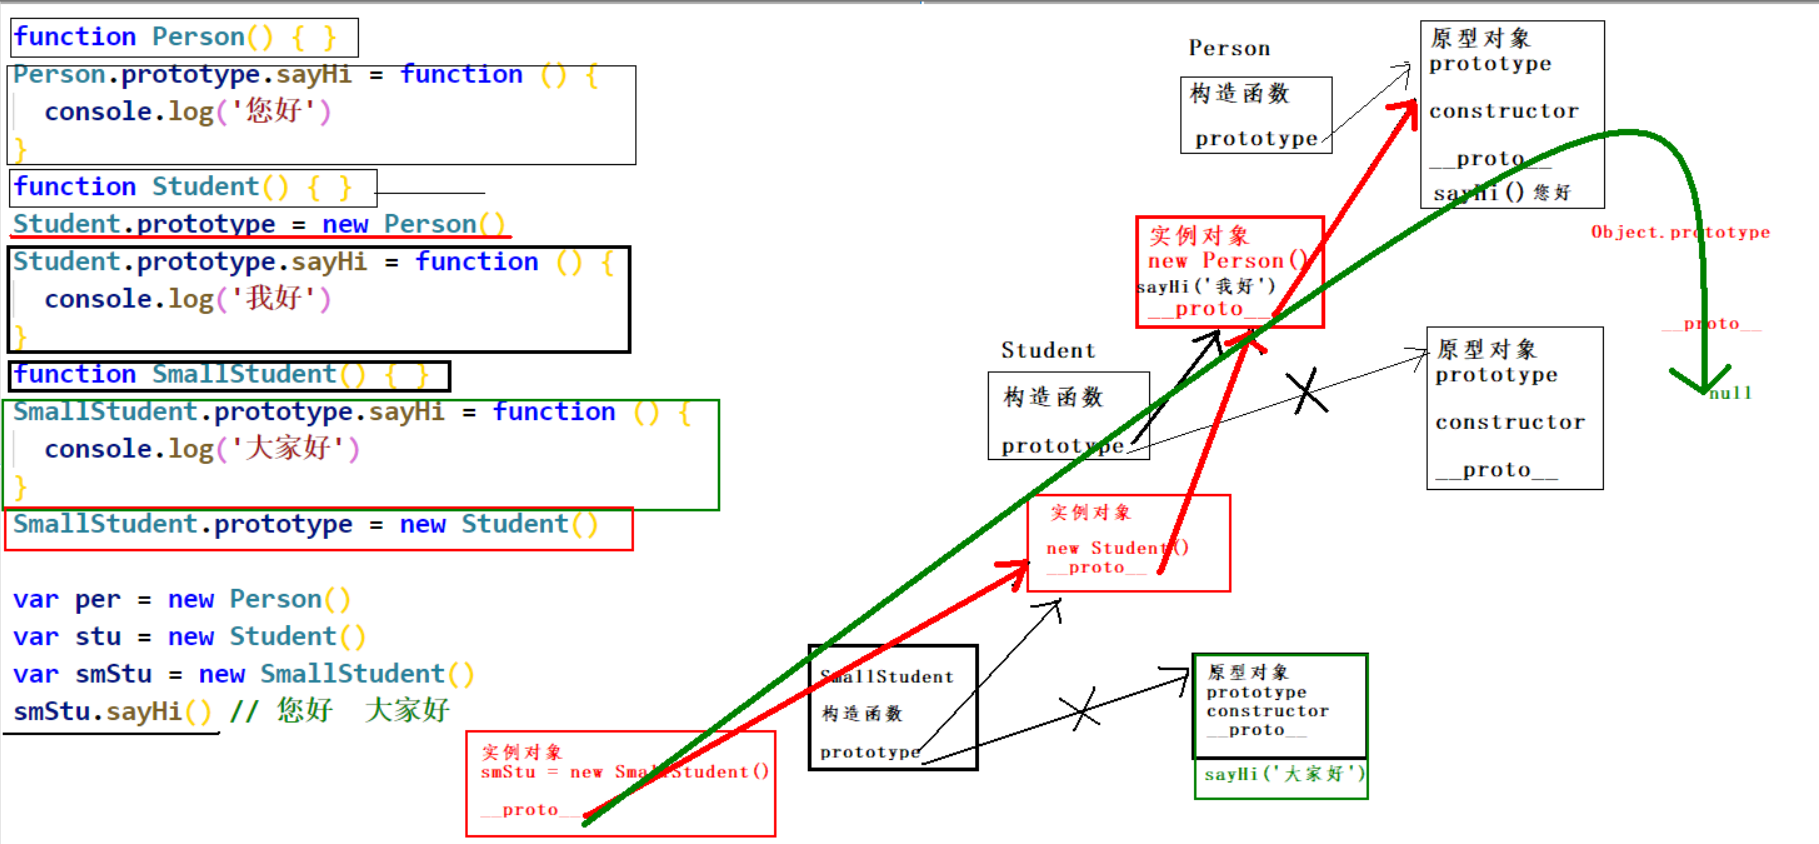 function Person() { }
Person.prototype.sayHi = function () {
console.log('您好')
}
function Student() { }
Student.prototype = new Person()
Student.prototype.sayHi = function () {
console.log('我好')
}
function SmallStudent() { }
SmallStudent.prototype.sayHi = function () {
console.log('大家好')
}
SmallStudent.prototype = new Student()
var per = new Person()
var stu = new Student()
var smStu = new SmallStudent()
smStu.sayHi() // 您好 大家好
Person
构造函数
prototype
原型对象
prototype
constructor
__proto__
sayHi()您好
实例对象
new Person()
sayHi('我好')
__proto__
Object.prototype
__proto__
null
Student
构造函数
prototype
原型对象
prototype
constructor
__proto__
实例对象
new Student()
__proto__
SmallStudent
构造函数
prototype
原型对象
prototype
constructor
__proto__
sayHi('大家好')
实例对象
smStu = new SmallStudent()
__proto__